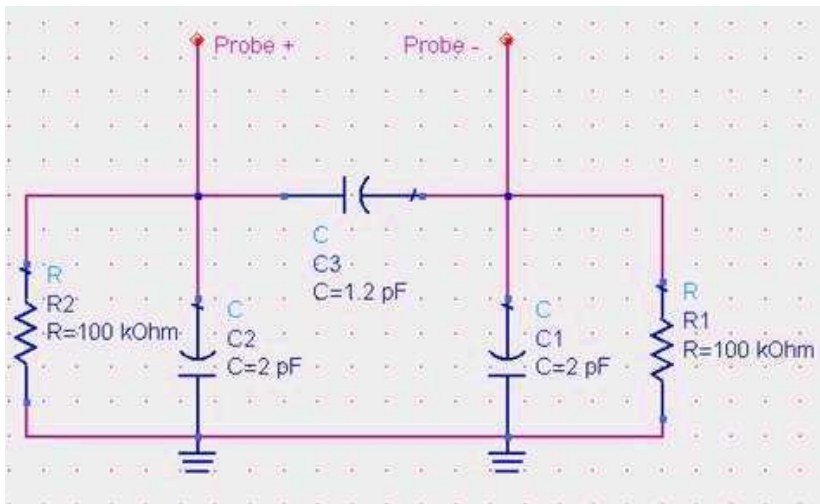 Probe +
Probe -
C
C3
C=1.2 pF
R
R2
R=100 kOhm
C
C2
C=2 pF
C
C1
C=2 pF
R
R1
R=100 kOhm